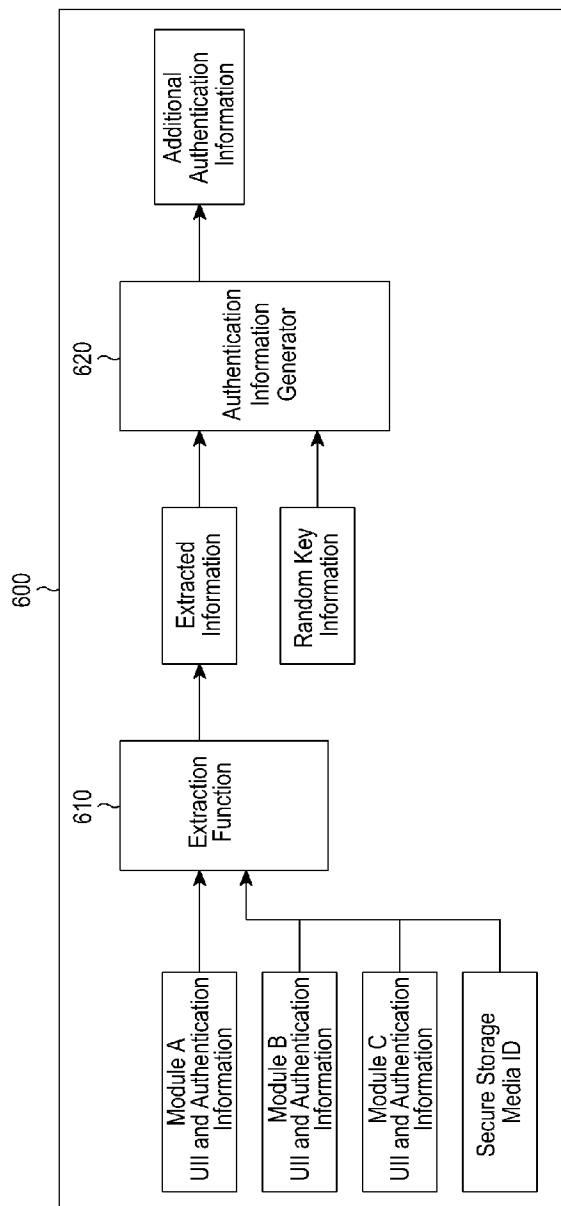 600
Module A
UII and Authentication
Information
Module B
UII and Authentication
Information
Module C
UII and Authentication
Information
Secure Storage
Media ID
610
Extraction
Function
Extracted
Information
Random Key
Information
620
Authentication
Information
Generator
Additional
Authentication
Information